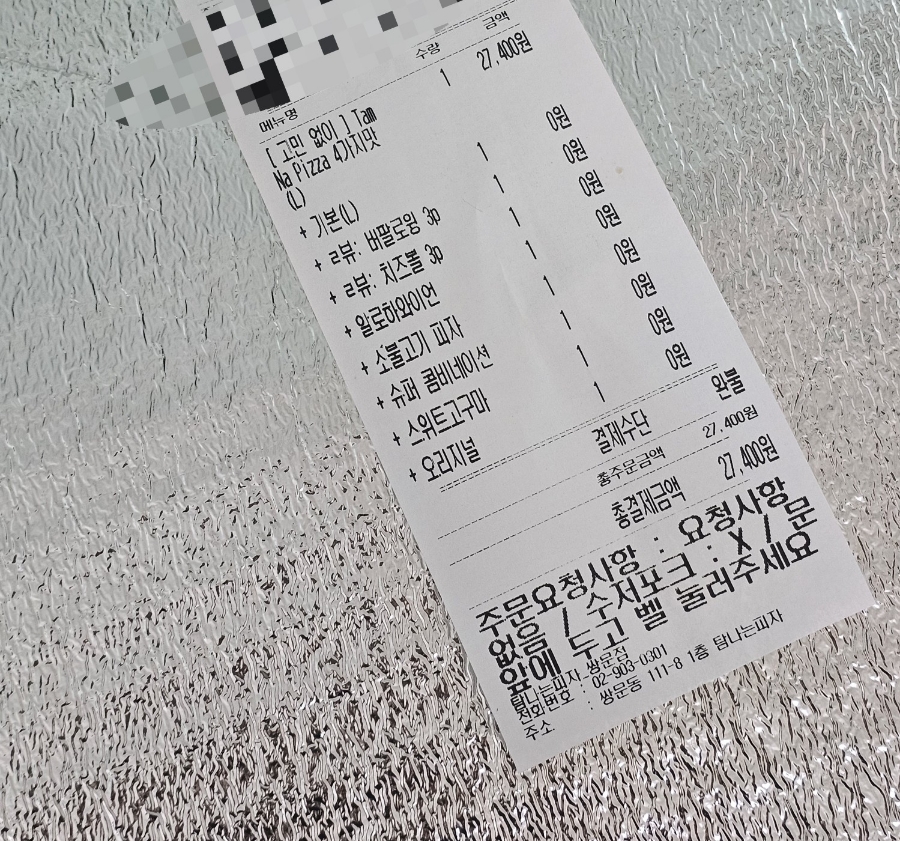 메뉴명 수량 금액
[ 고민 없이 ] Tam 1 27,400원
Na Pizza 4가지맛
(L)
+ 기본(L) 1 0원
+ 리뷰: 버팔로윙 3p 1 0원
+ 리뷰: 치즈볼 3p 1 0원
+ 알로하와이언 1 0원
+ 소불고기 피자 1 0원
+ 슈퍼 콤비네이션 1 0원
+ 스위트고구마 1 0원
+ 오리지널 1 0원
결제수단 완불
총주문금액 27,400원
총결제금액 27,400원
주문요청사항 : 요청사항
없음 / 수저포크 : X / 문
앞에 두고 벨 눌러주세요
탐나는피자 쌍문점
전화번호 : 02-903-0301
주소 : 쌍문동 111-8 1층 탐나는피자